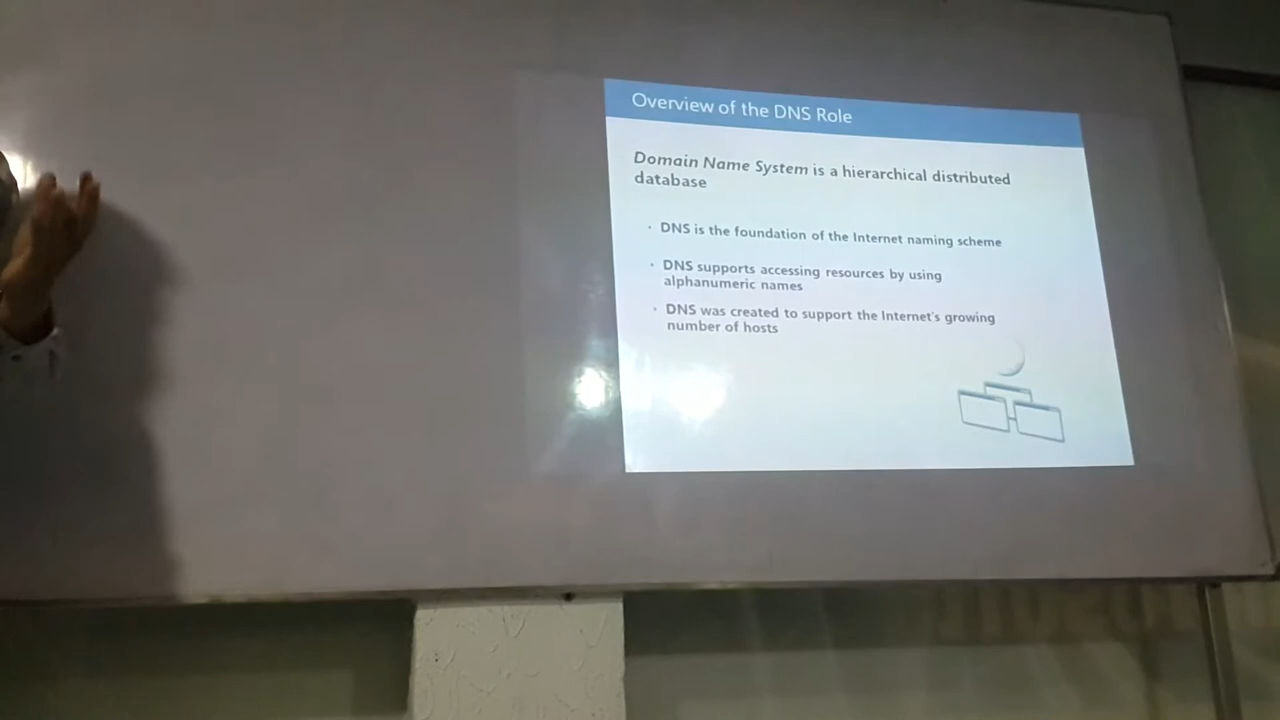 Overview of the DNS Role
Domain Name System is a hierarchical distributed
database
· DNS is the foundation of the Internet naming scheme
· DNS supports accessing resources by using
alphanumeric names
· DNS was created to support the Internet's growing
number of hosts